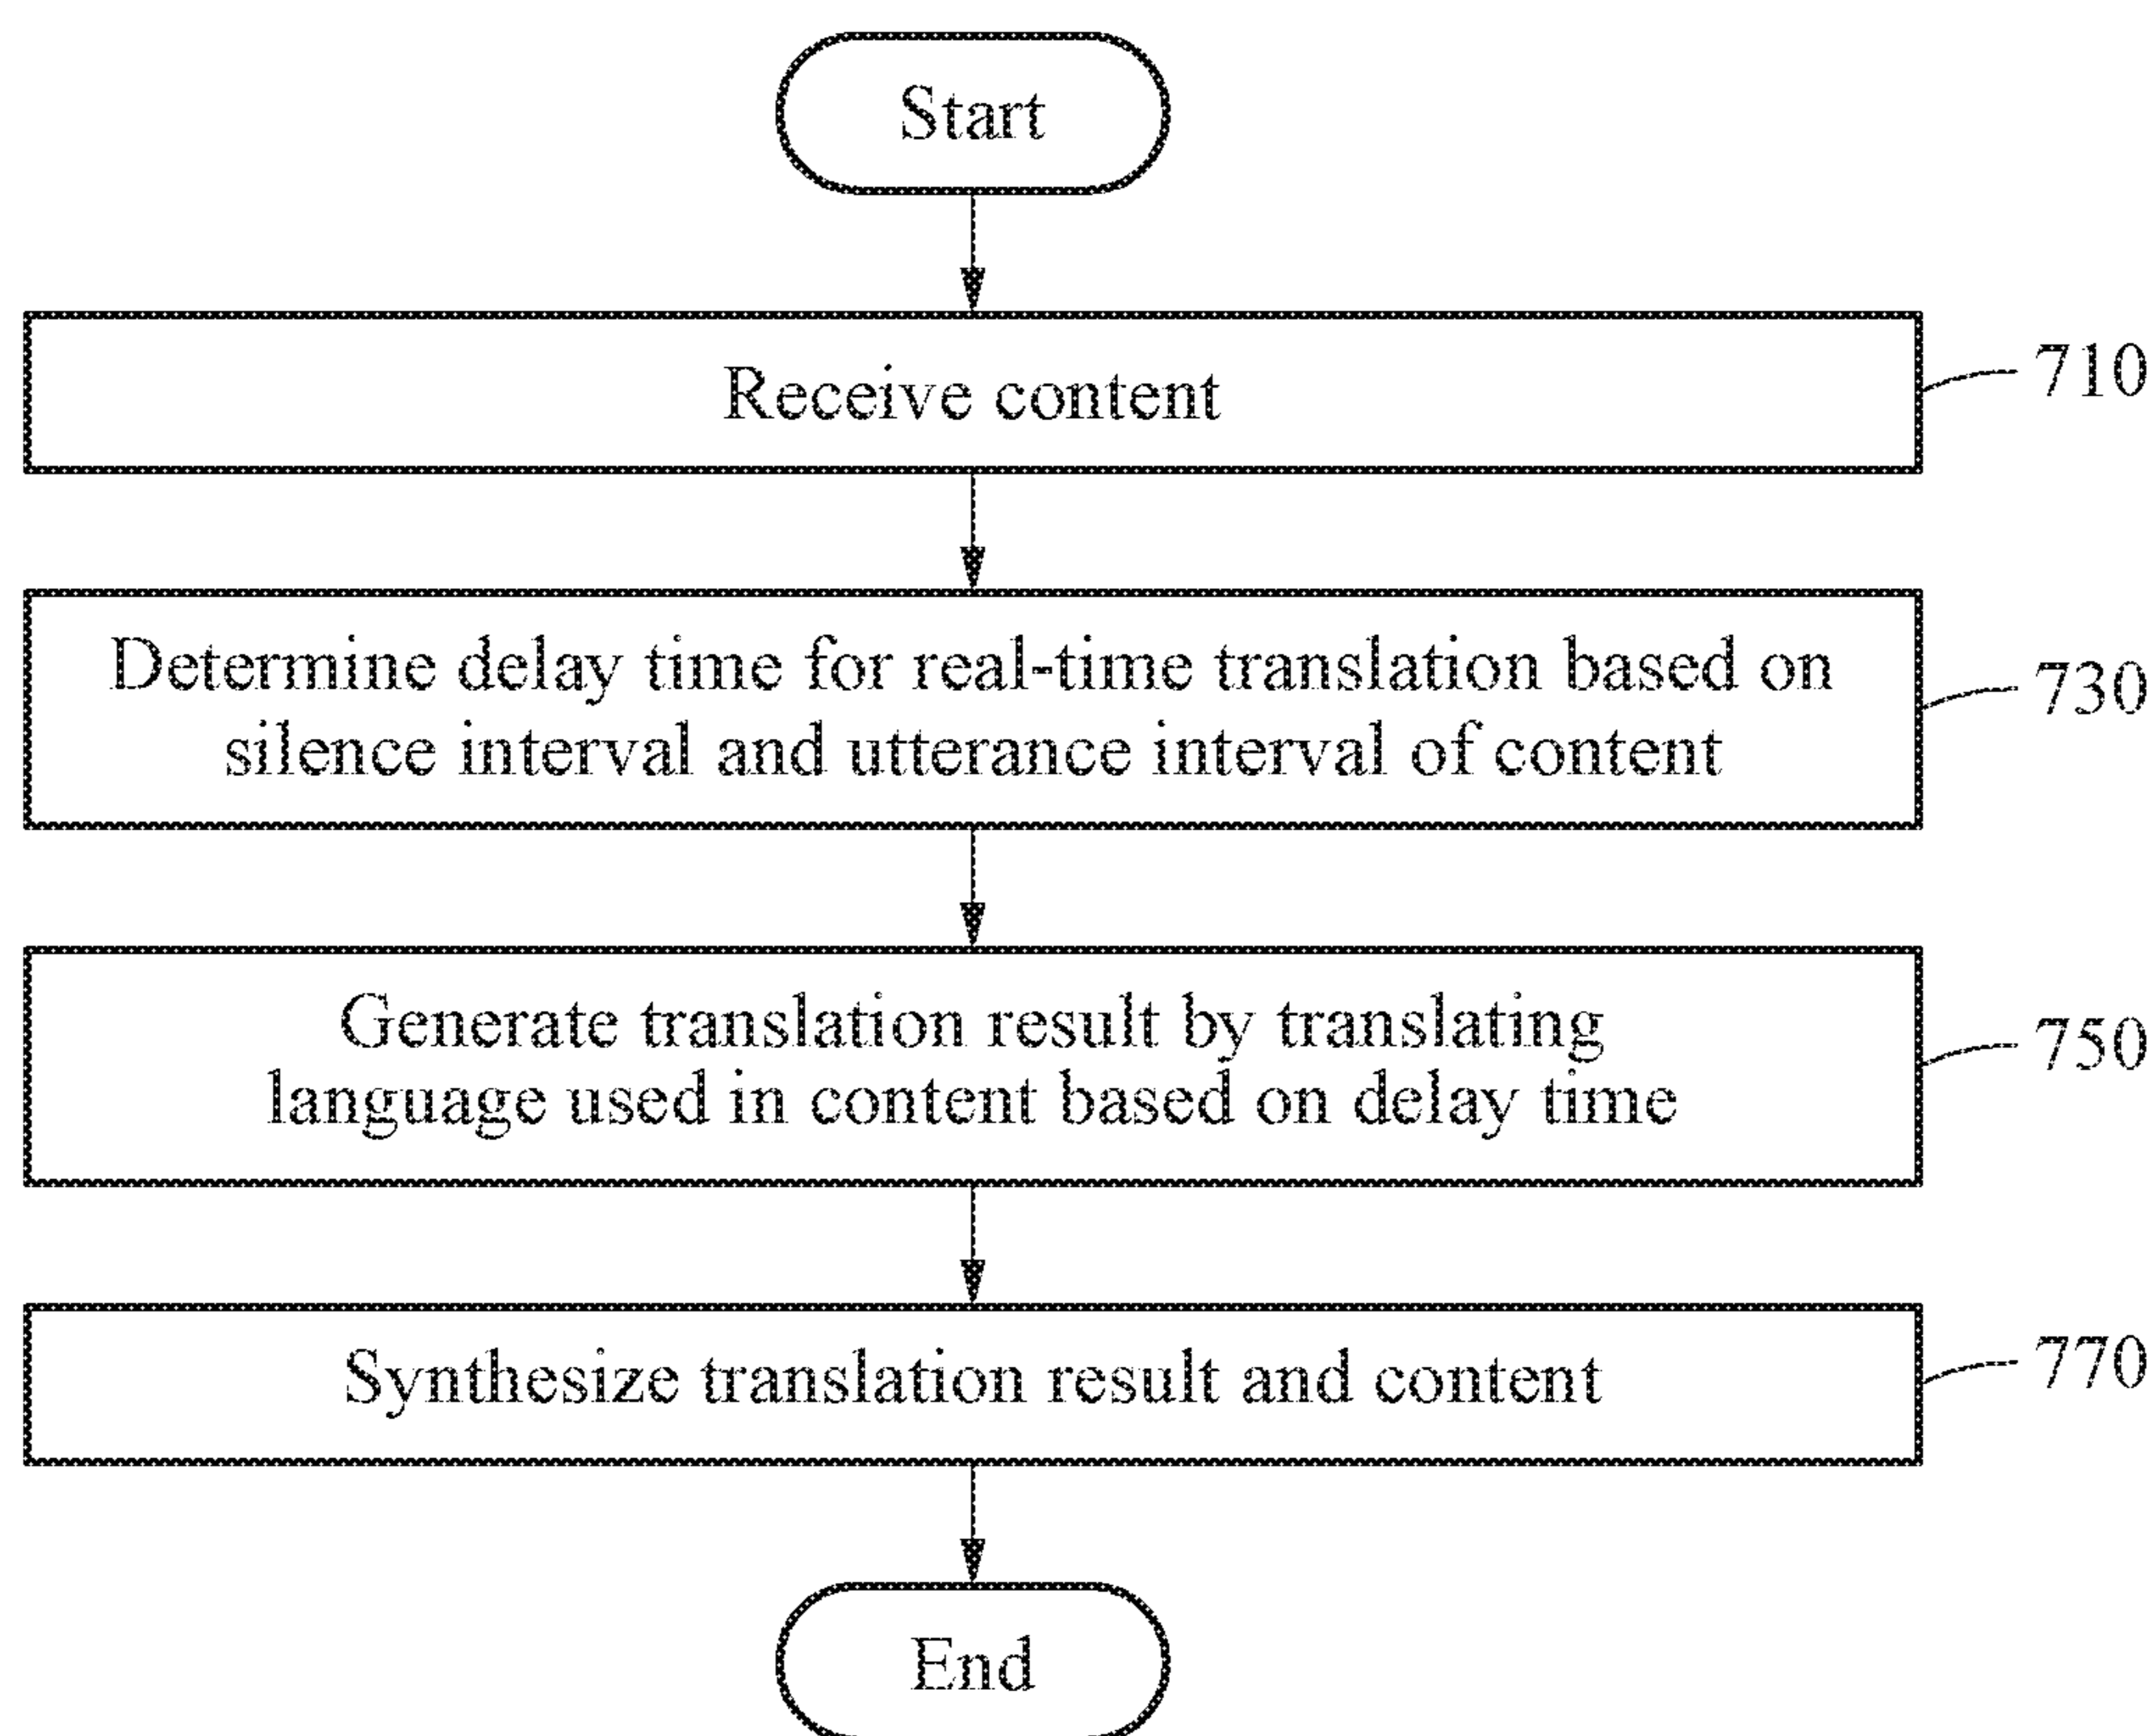 Start
Receive content
710
Determine delay time for real-time translation based on
silence interval and utterance interval of content
730
Generate translation result by translating
language used in content based on delay time
750
Synthesize translation result and content
770
End